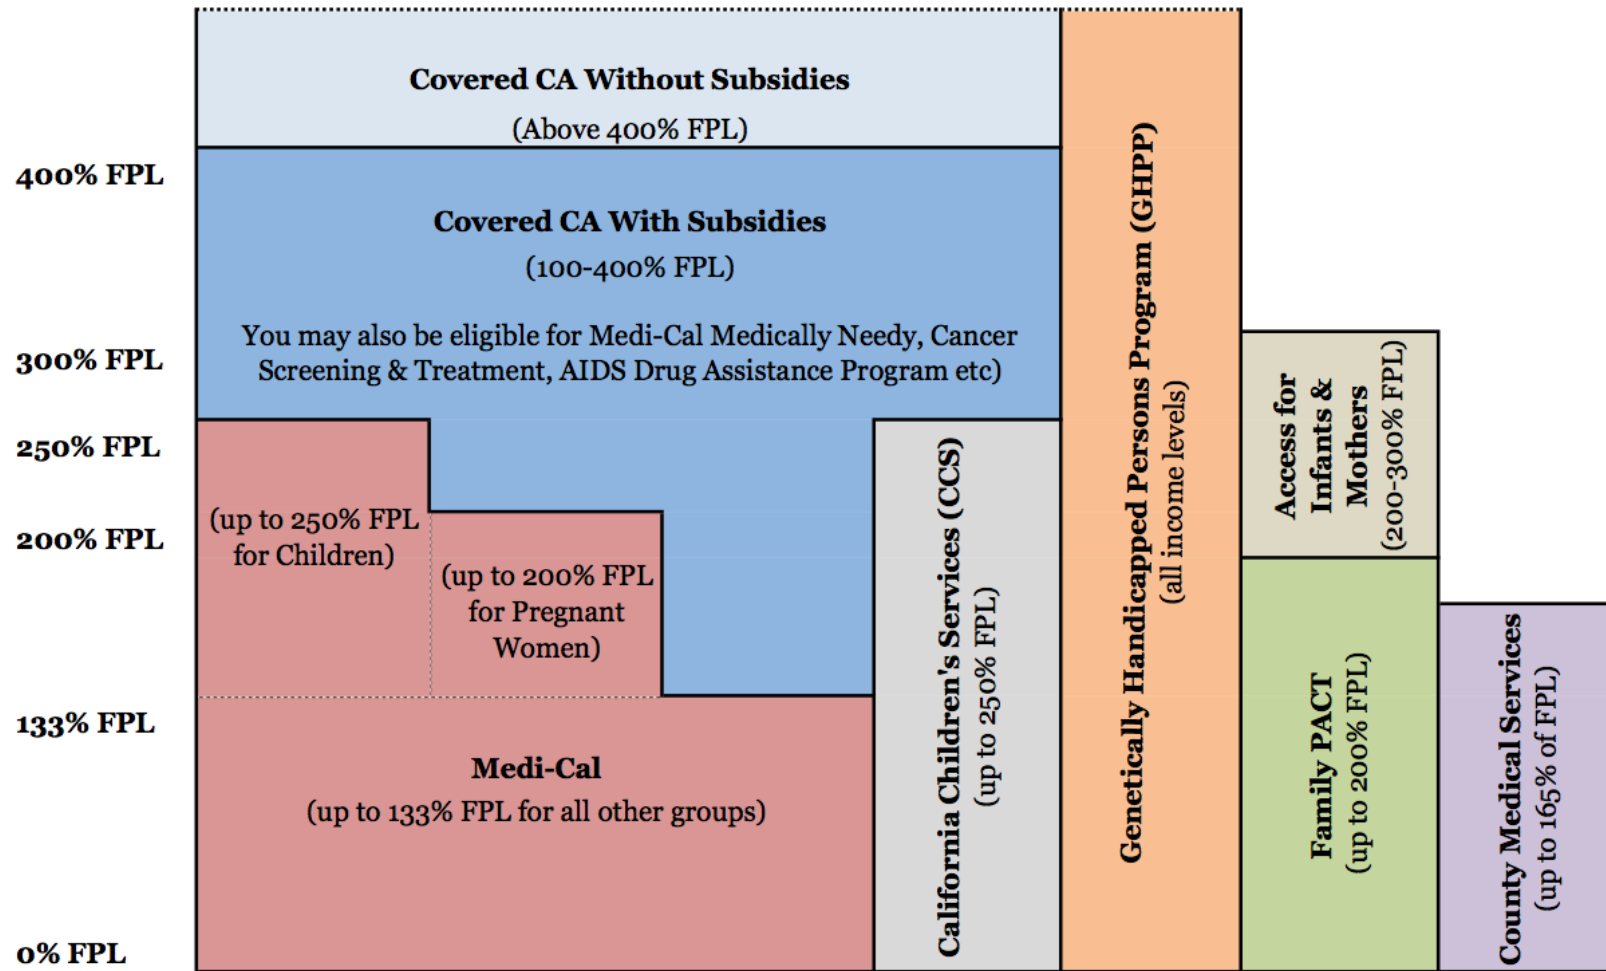 Covered CA Without Subsidies
(Above 400% FPL)
400% FPL
Covered CA With Subsidies
(100-400% FPL)
You may also be eligible for Medi-Cal Medically Needy, Cancer
Screening & Treatment, AIDS Drug Assistance Program etc)
300% FPL
250% FPL
200% FPL
133% FPL
0% FPL
(up to 250% FPL
for Children)
(up to 200% FPL
for Pregnant
Women)
Medi-Cal
(up to 133% FPL for all other groups)
California Children's Services (CCS)
(up to 250% FPL)
Genetically Handicapped Persons Program (GHPP)
(all income levels)
Access for
Infants &
Mothers
(200-300% FPL)
Family PACT
(up to 200% FPL)
County Medical Services
(up to 165% of FPL)